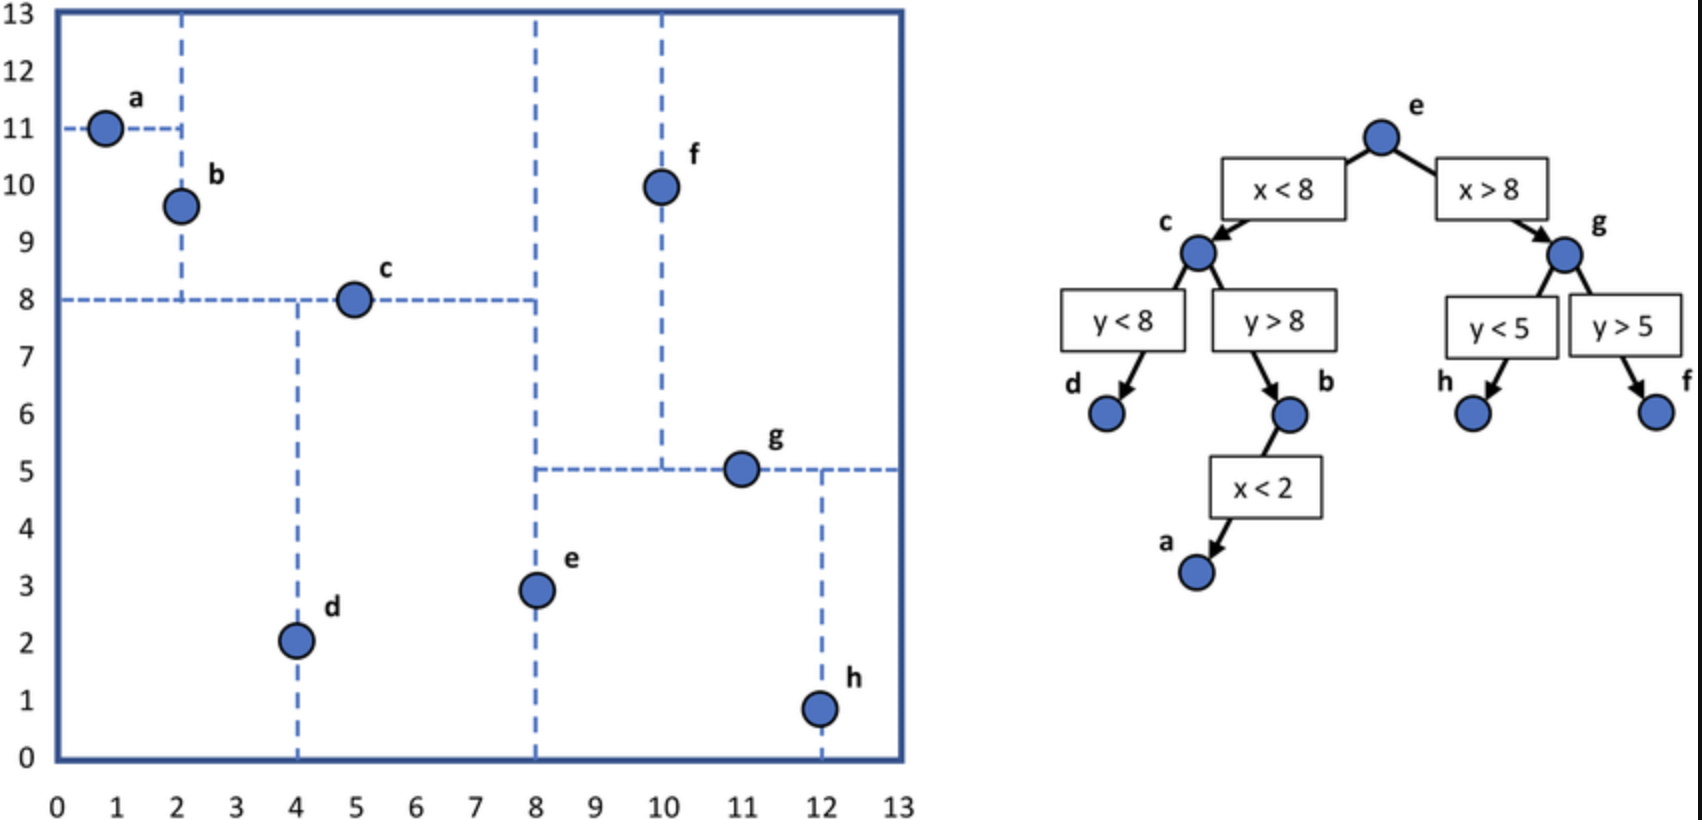 13
12
11
10
9
8
7
6
5
4
3
2
1
0
a
b
f
c
g
e
d
h
0 1 2 3 4 5 6 7 8 9 10 11 12 13
e
x < 8 x > 8
c g
y < 8 y > 8 y < 5 y > 5
d b h f
x < 2
a